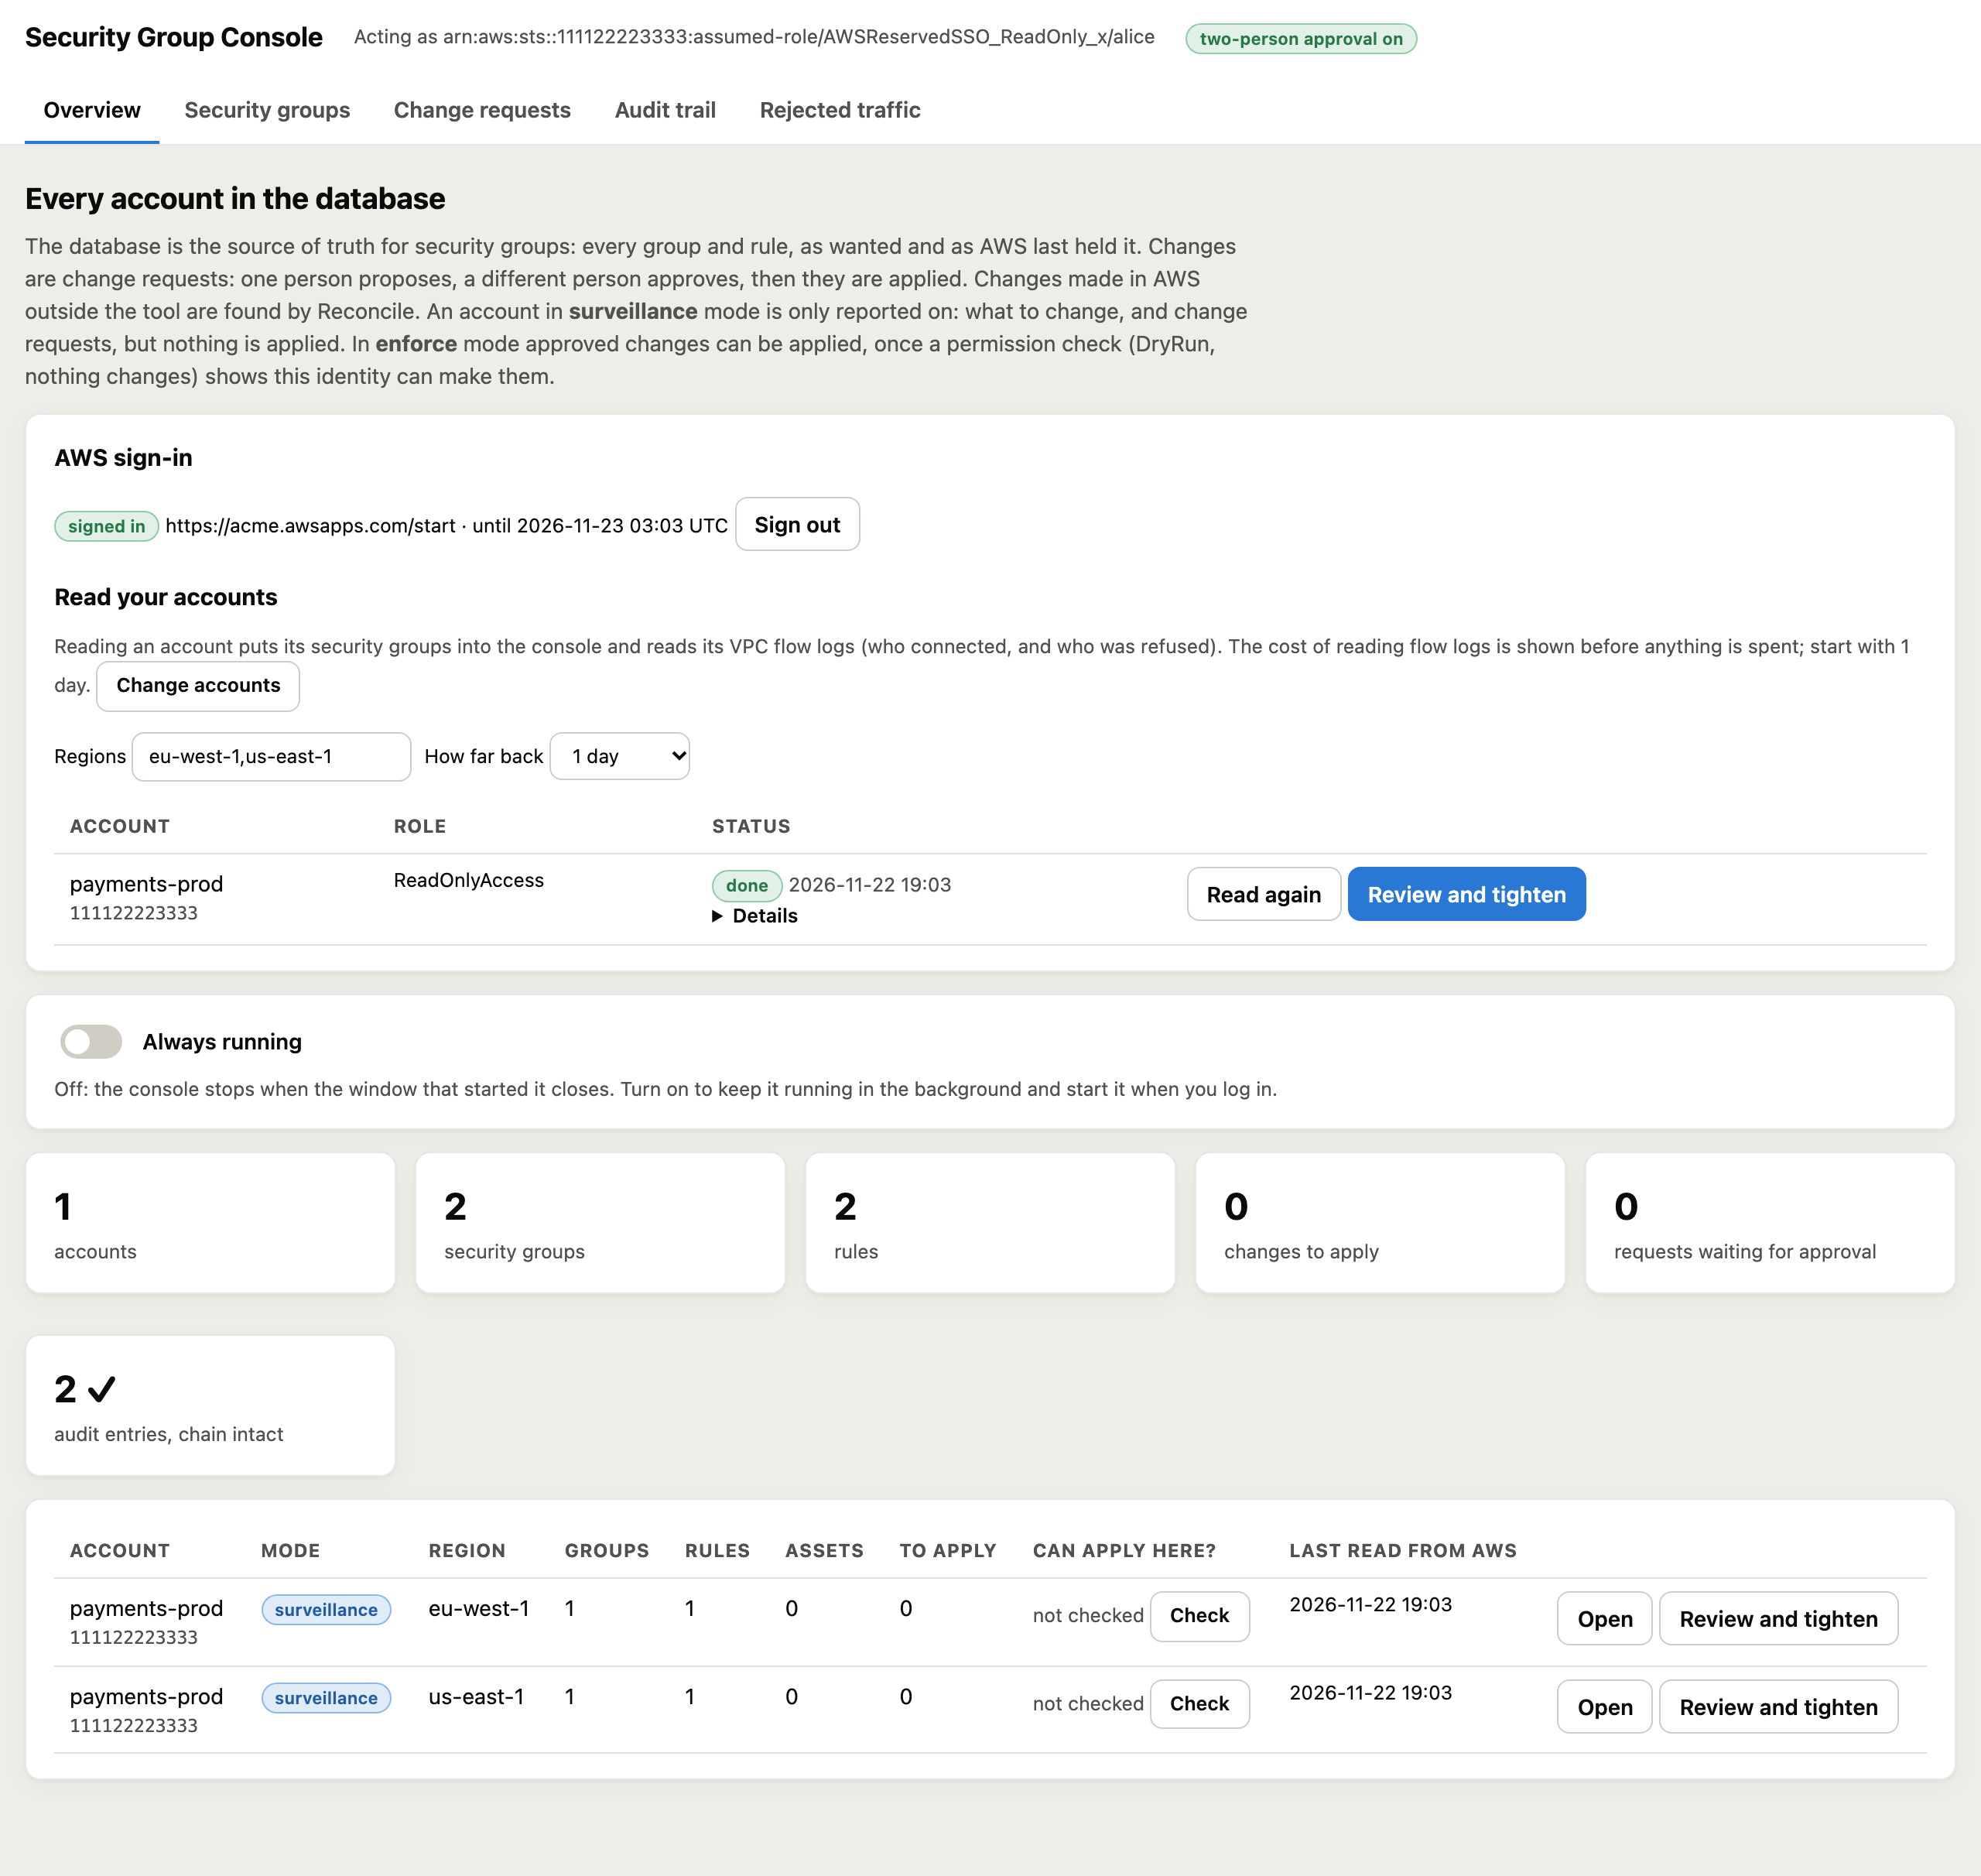 Security Group Console Acting as arn:aws:sts::111122223333:assumed-role/AWSReservedSSO_ReadOnly_x/alice two-person approval on
Overview Security groups Change requests Audit trail Rejected traffic
Every account in the database
The database is the source of truth for security groups: every group and rule, as wanted and as AWS last held it. Changes
are change requests: one person proposes, a different person approves, then they are applied. Changes made in AWS
outside the tool are found by Reconcile. An account in surveillance mode is only reported on: what to change, and change
requests, but nothing is applied. In enforce mode approved changes can be applied, once a permission check (DryRun,
nothing changes) shows this identity can make them.
AWS sign-in
signed in https://acme.awsapps.com/start · until 2026-11-23 03:03 UTC Sign out
Read your accounts
Reading an account puts its security groups into the console and reads its VPC flow logs (who connected, and who was refused). The cost of reading flow logs is shown before anything is spent; start with 1
day. Change accounts
Regions eu-west-1,us-east-1 How far back 1 day
ACCOUNT ROLE STATUS
payments-prod ReadOnlyAccess done 2026-11-22 19:03 Read again Review and tighten
111122223333 Details
Always running
Off: the console stops when the window that started it closes. Turn on to keep it running in the background and start it when you log in.
1 2 2 0 0
accounts security groups rules changes to apply requests waiting for approval
2 ✓
audit entries, chain intact
ACCOUNT MODE REGION GROUPS RULES ASSETS TO APPLY CAN APPLY HERE? LAST READ FROM AWS
payments-prod surveillance eu-west-1 1 1 0 0 not checked Check 2026-11-22 19:03 Open Review and tighten
111122223333
payments-prod surveillance us-east-1 1 1 0 0 not checked Check 2026-11-22 19:03 Open Review and tighten
111122223333